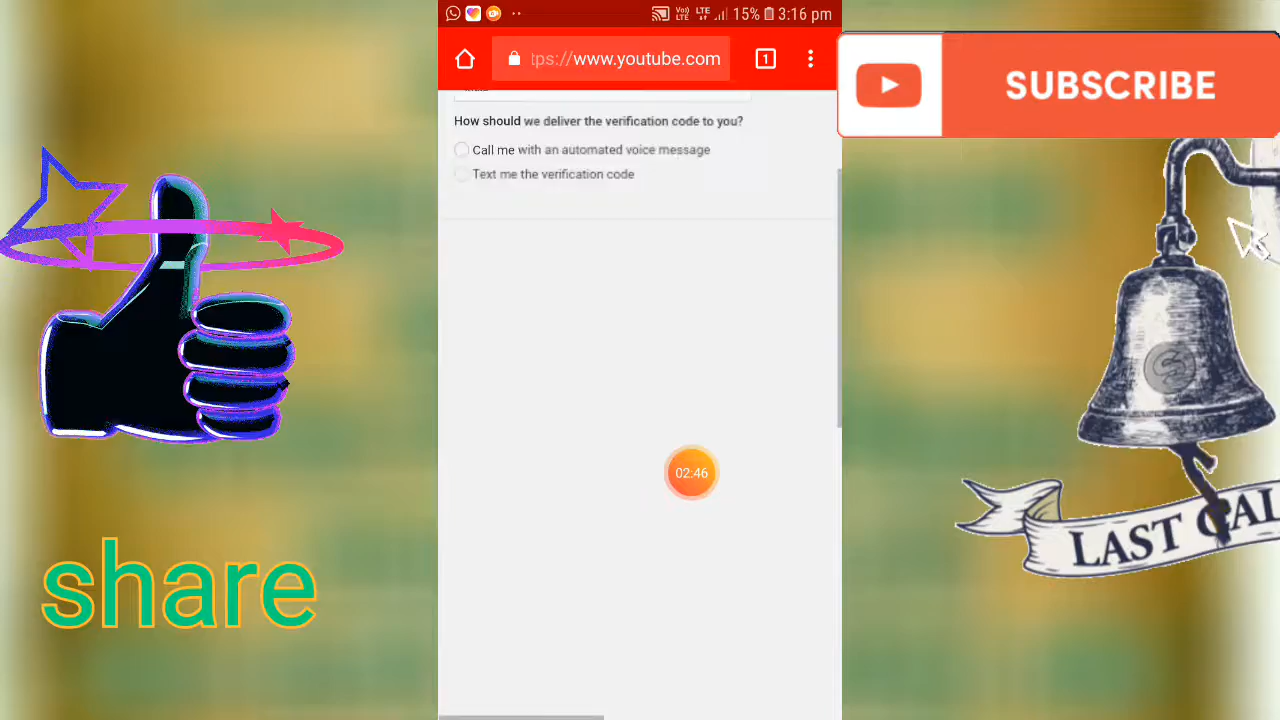 15% 3:16 pm
tps://www.youtube.com
1
SUBSCRIBE
How should we deliver the verification code to you?
Call me with an automated voice message
Text me the verification code
02:46
LAST CAL
share